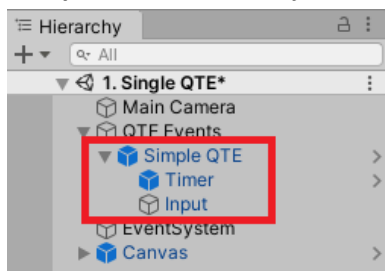 Hierarchy
All
1. Single QTE*
Main Camera
QTE Events
Simple QTE
Timer
Input
EventSystem
Canvas